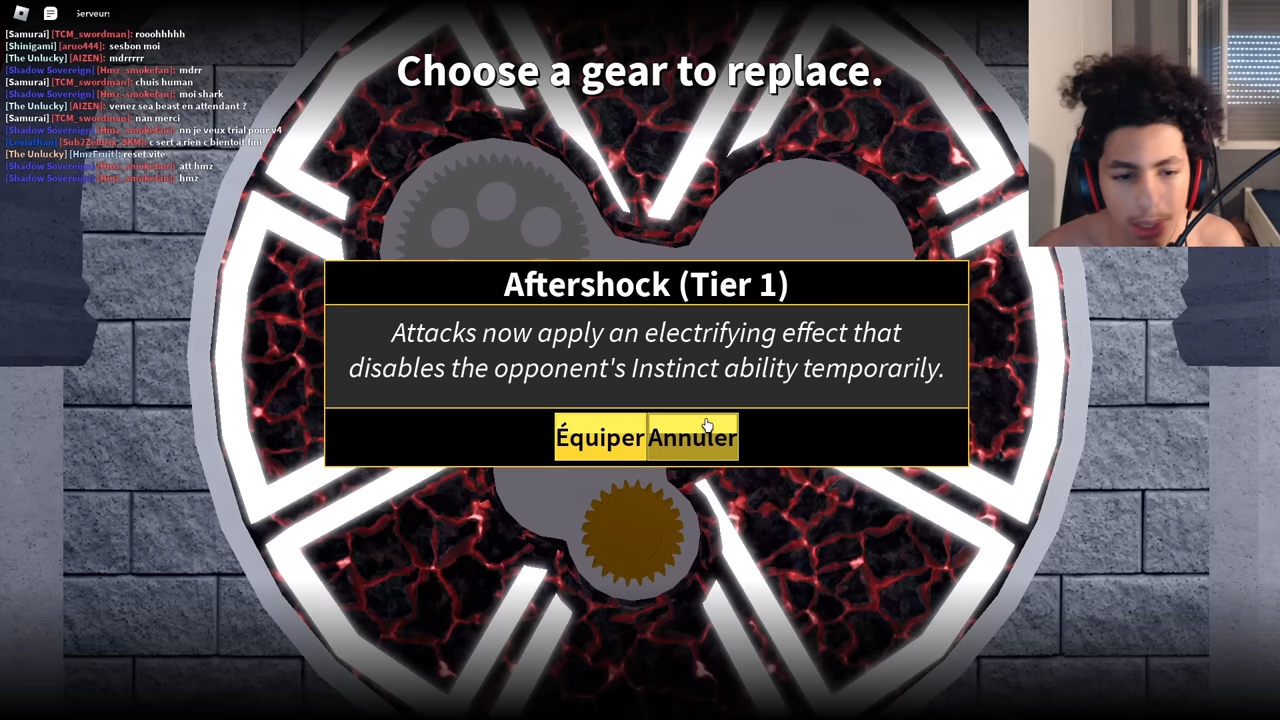 Serveurs
[Samurai] [TCM_swordman]: rooohhhhh
[Shinigami] [aruo444]: sesbon moi
[The Unlucky] [AIZEN]: mdrrrrr
[Shadow Sovereign] [Hmz_smokefan]: mdrr
[Samurai] [TCM_swordman]: chuis human
[Shadow Sovereign] [Hmz_smokefan]: moi shark
[The Unlucky] [AIZEN]: venez sea beast en attendant ?
[Samurai] [TCM_swordman]: nan merci
[Shadow Sovereign] [Hmz_smokefan]: nn je veux trial pour v4
[Leviathan] c sert a rien c bientoit fini
[The Unlucky] [HmzFruit]: reset vite
[Shadow Sovereign] [Hmz_smokefan]: att hmz
[Shadow Sovereign] [Hmz_smokefan]: hmz
Choose a gear to replace.
Aftershock (Tier 1)
Attacks now apply an electrifying effect that
disables the opponent's Instinct ability temporarily.
Équiper Annuler